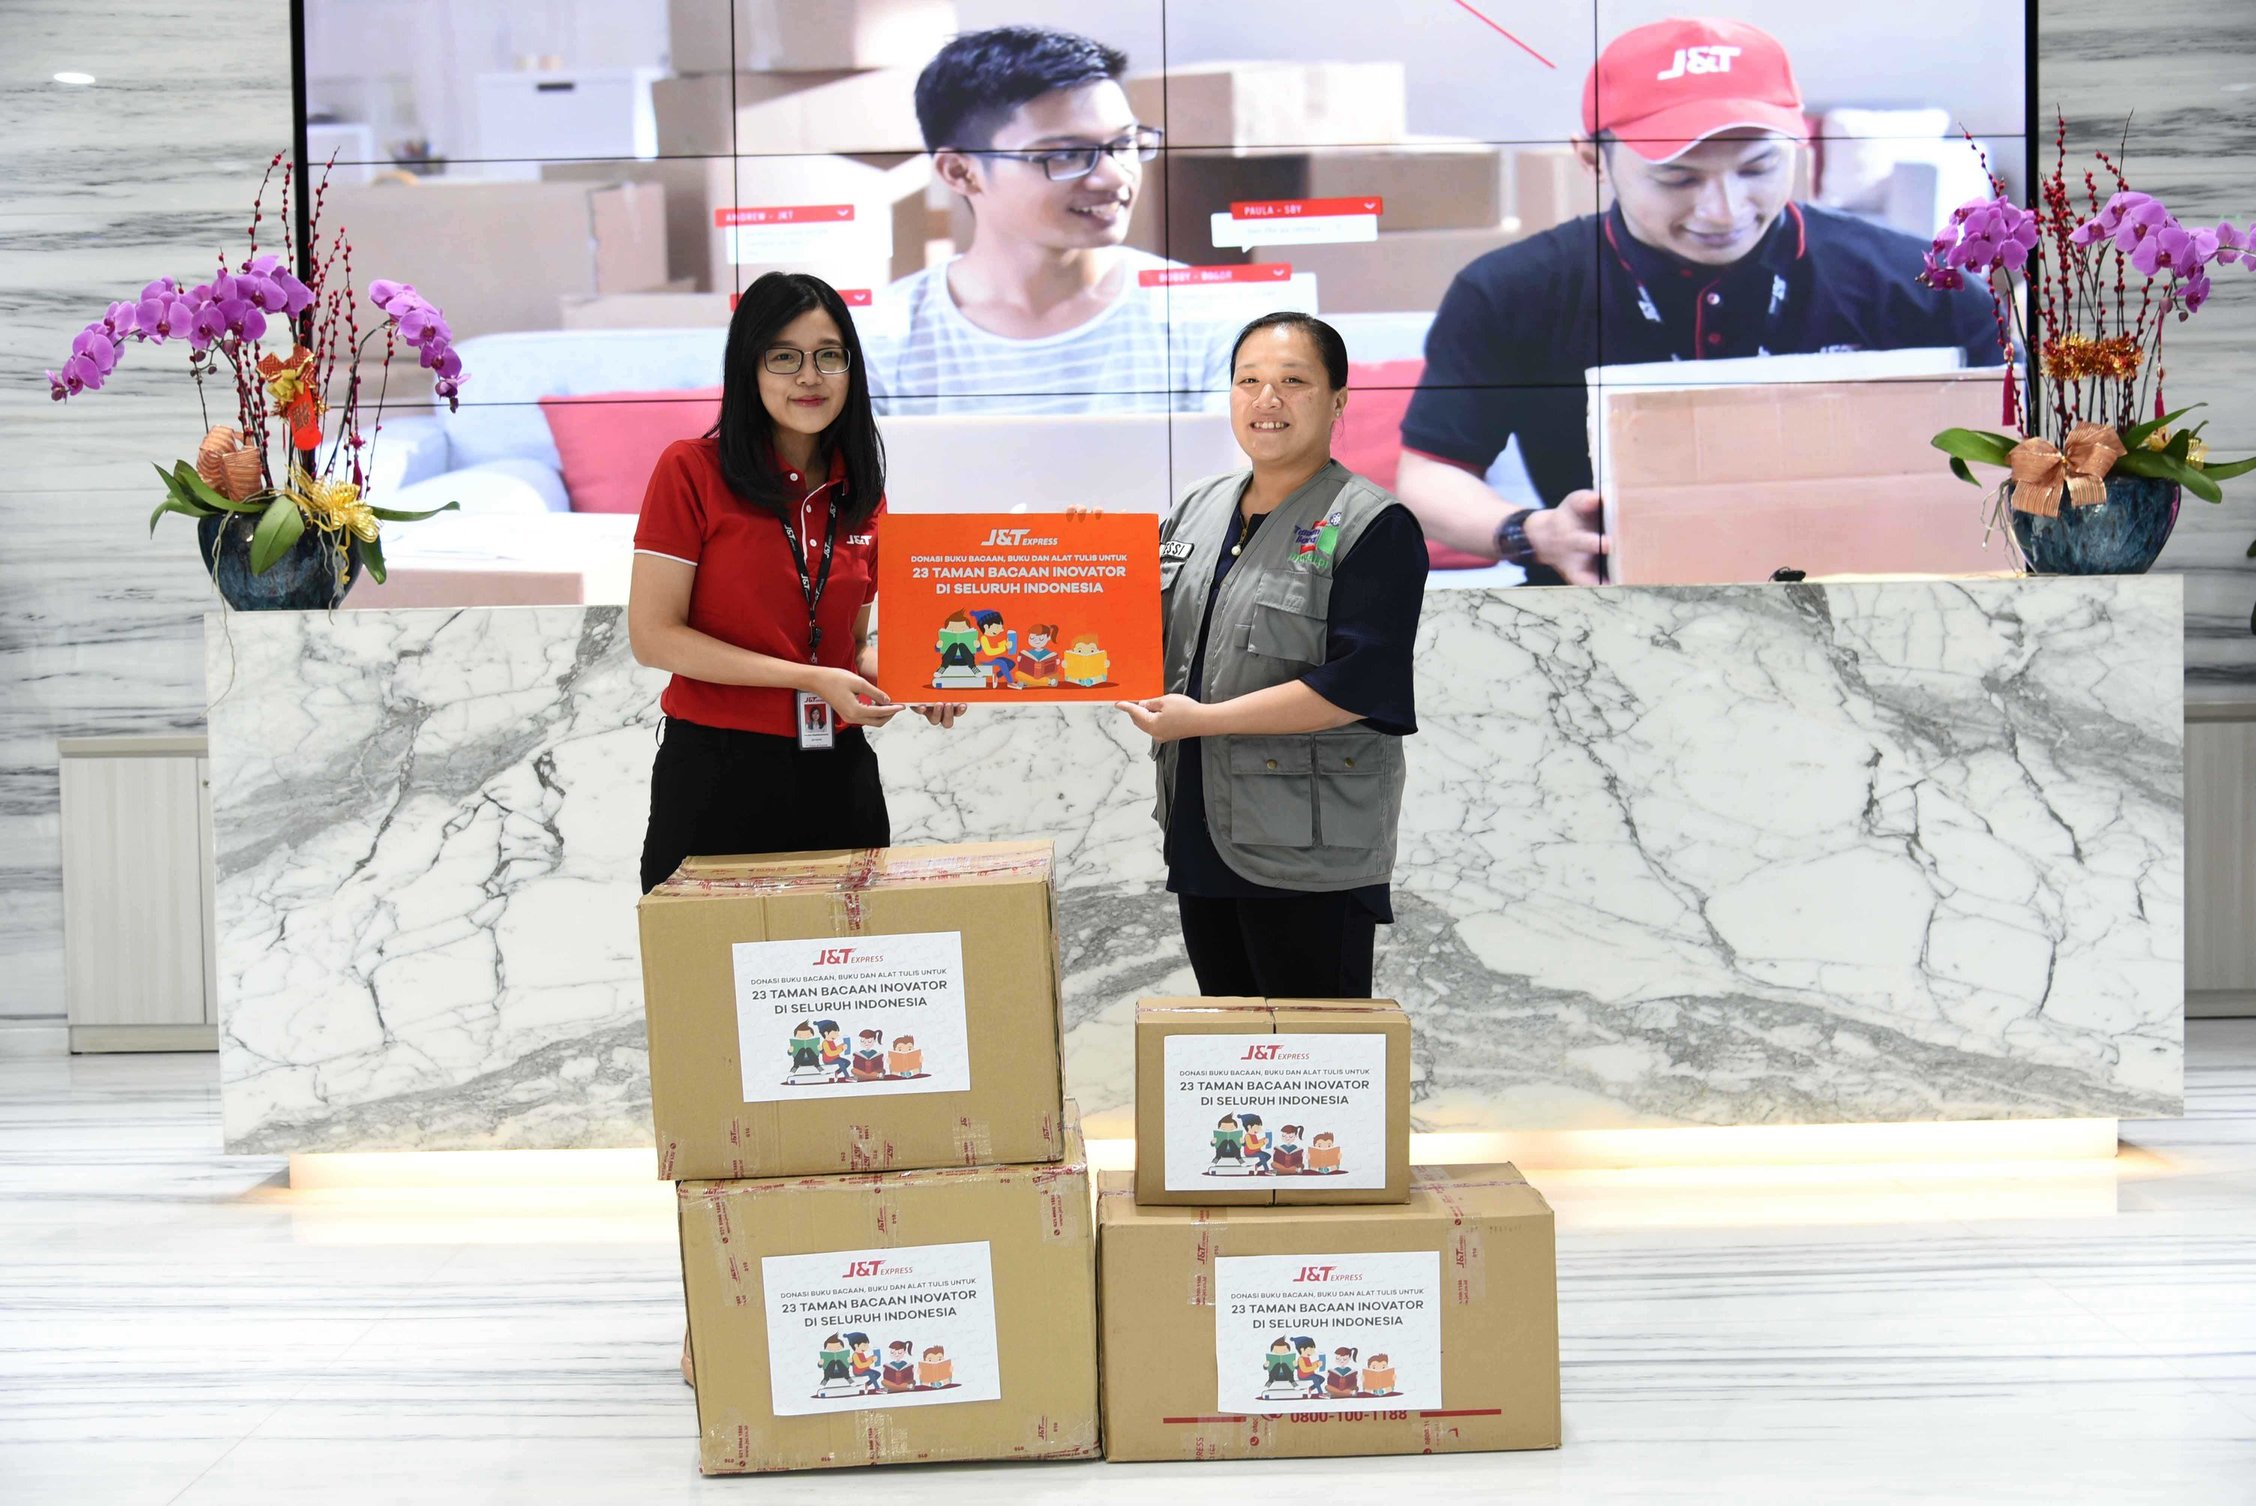 J&T
ANDREW - JKT
PAULA - SBY
BOBBY - BOGOR
J&T
J&T
J&T
J&T
J&T EXPRESS
DONASI BUKU BACAAN, BUKU DAN ALAT TULIS UNTUK
23 TAMAN BACAAN INOVATOR
DI SELURUH INDONESIA
J&T EXPRESS
DONASI BUKU BACAAN, BUKU DAN ALAT TULIS UNTUK
23 TAMAN BACAAN INOVATOR
DI SELURUH INDONESIA
J&T EXPRESS
DONASI BUKU BACAAN, BUKU DAN ALAT TULIS UNTUK
23 TAMAN BACAAN INOVATOR
DI SELURUH INDONESIA
J&T EXPRESS
DONASI BUKU BACAAN, BUKU DAN ALAT TULIS UNTUK
23 TAMAN BACAAN INOVATOR
DI SELURUH INDONESIA
J&T EXPRESS
DONASI BUKU BACAAN, BUKU DAN ALAT TULIS UNTUK
23 TAMAN BACAAN INOVATOR
DI SELURUH INDONESIA
0800-100-1188